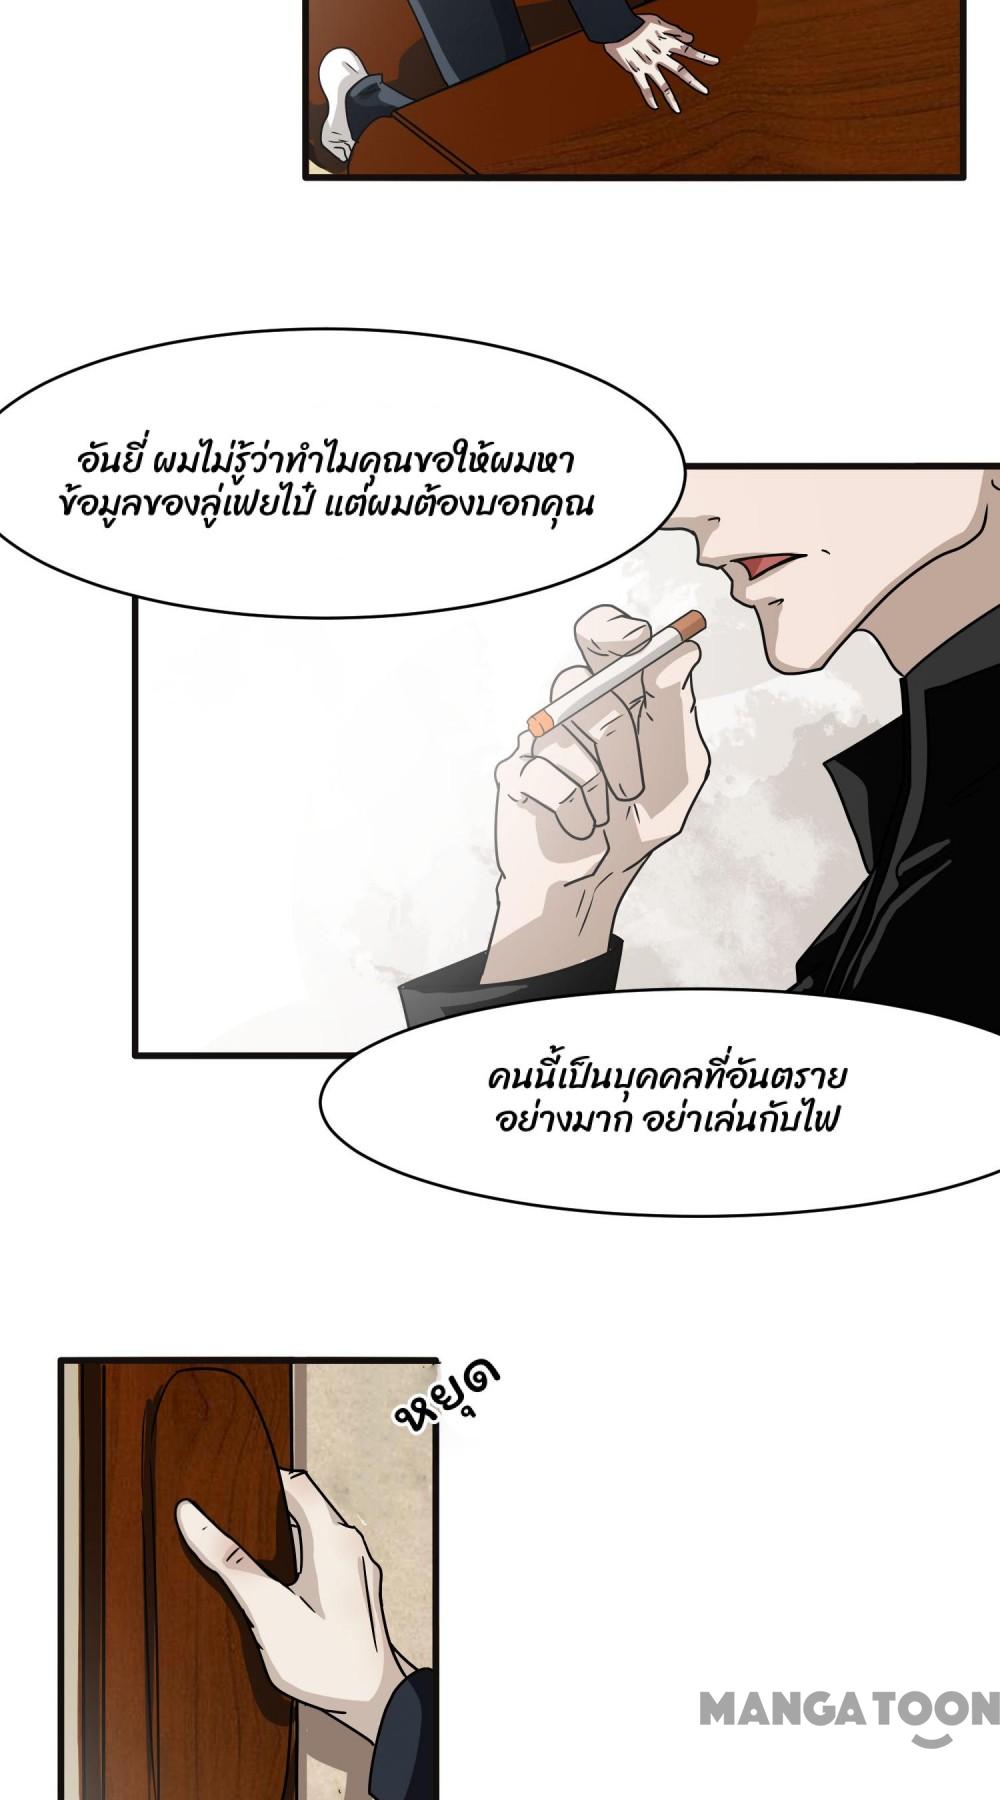 อันยี่ ผมไม่รู้ว่าทำไมคุณขอให้ผมหา
ข้อมูลของลู่เฟยไป๋ แต่ผมต้องบอกคุณ
คนนี้เป็นบุคคลที่อันตราย
อย่างมาก อย่าเล่นกับไฟ
หยุด
MANGATOON